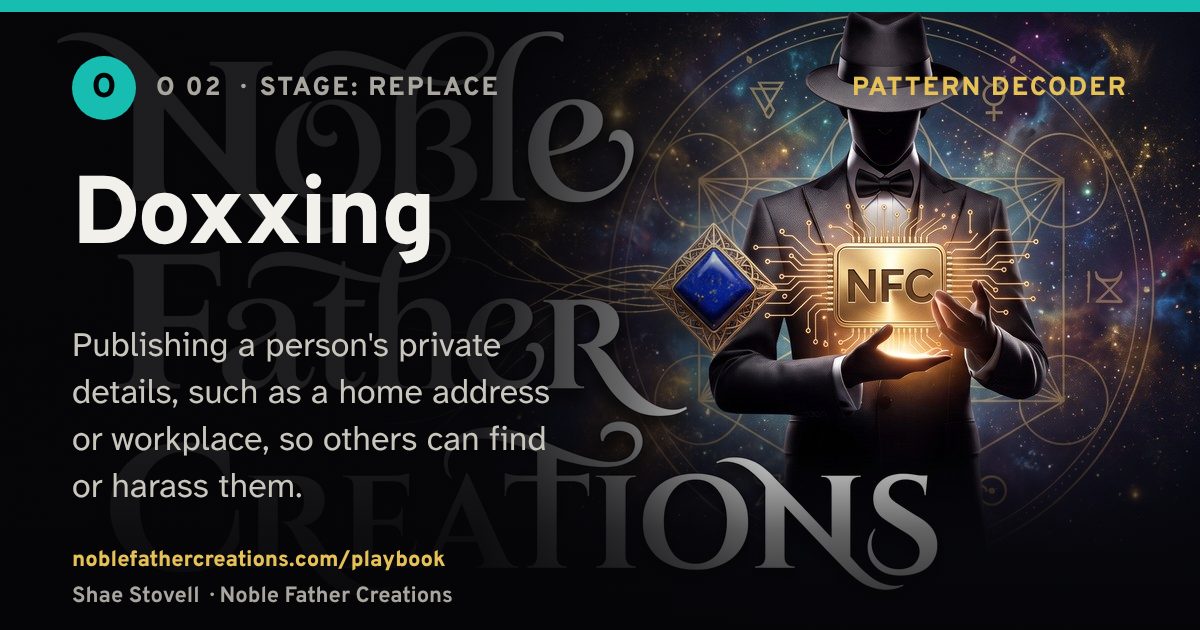 O
O 02 · STAGE: REPLACE
PATTERN DECODER
Noble
Doxxing
FatheR
NFC
Publishing a person's private
details, such as a home address
or workplace, so others can find
or harass them.
CREATIONS
noblefathercreations.com/playbook
Shae Stovell · Noble Father Creations